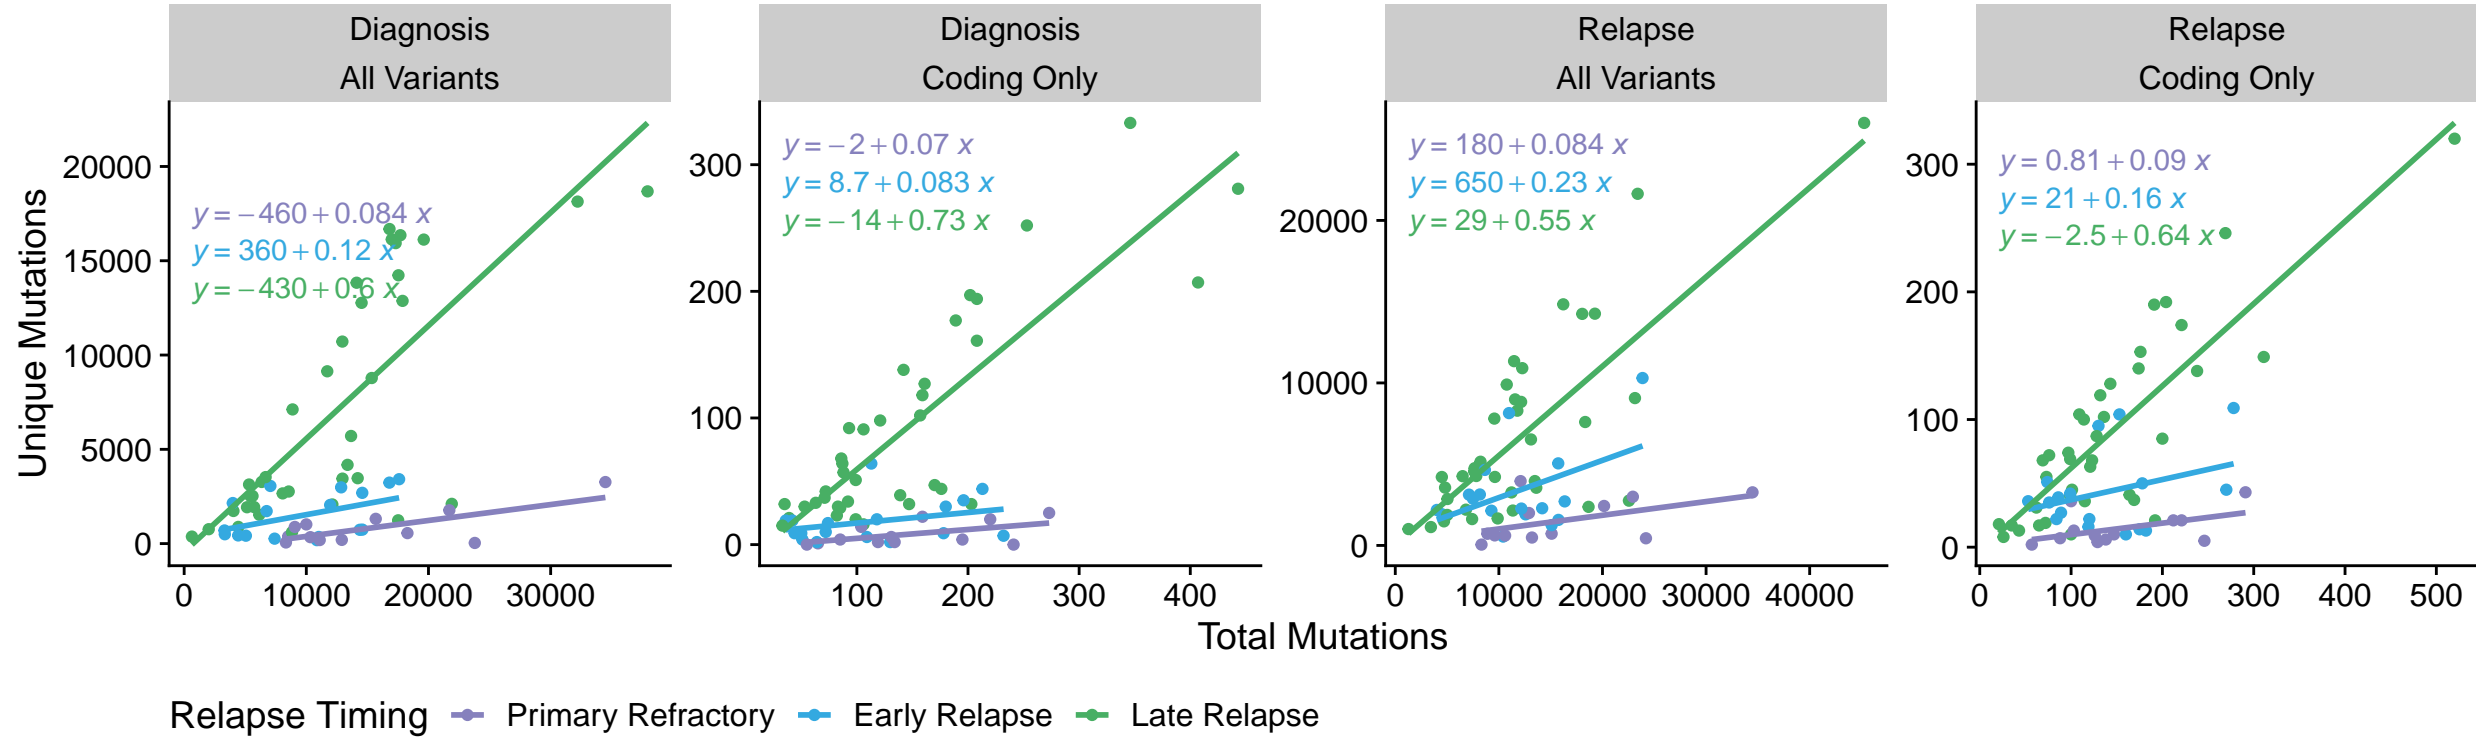 Diagnosis
All Variants
Diagnosis
Coding Only
Relapse
All Variants
Relapse
Coding Only
Unique Mutations
20000
15000
10000
5000
0
y = −460 + 0.084 x
y = 360 + 0.12 x
y = −430 + 0.6 x
0 10000 20000 30000
300
200
100
0
y = −2 + 0.07 x
y = 8.7 + 0.083 x
y = −14 + 0.73 x
100 200 300 400
20000
10000
0
y = 180 + 0.084 x
y = 650 + 0.23 x
y = 29 + 0.55 x
0 10000 20000 30000 40000
300
200
100
0
y = 0.81 + 0.09 x
y = 21 + 0.16 x
y = −2.5 + 0.64 x
0 100 200 300 400 500
Total Mutations
Relapse Timing Primary Refractory Early Relapse Late Relapse